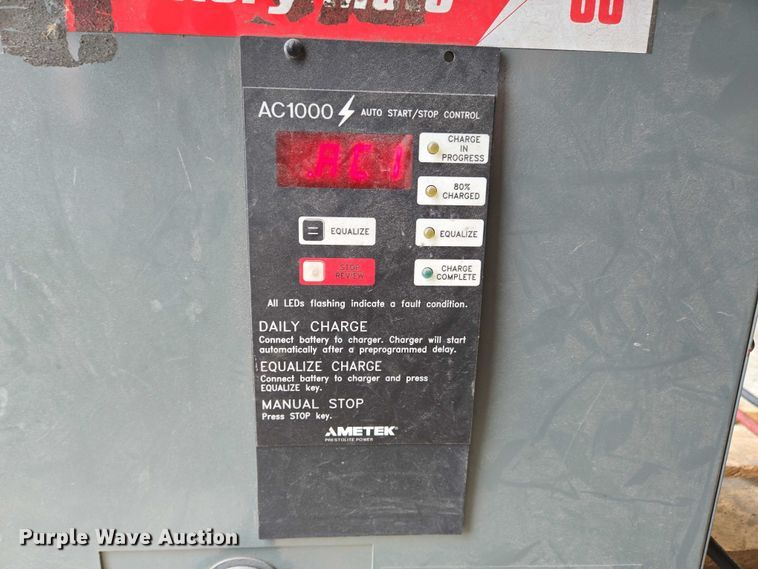 AC1000 AUTO START/STOP CONTROL
AC1
CHARGE
IN
PROGRESS
80%
CHARGED
EQUALIZE
EQUALIZE
STOP
REVIEW
CHARGE
COMPLETE
All LEDs flashing indicate a fault condition.
DAILY CHARGE
Connect battery to charger. Charger will start
automatically after a preprogrammed delay.
EQUALIZE CHARGE
Connect battery to charger and press
EQUALIZE key.
MANUAL STOP
Press STOP key.
AMETEK®
PRESTOLITE POWER
Purple Wave Auction